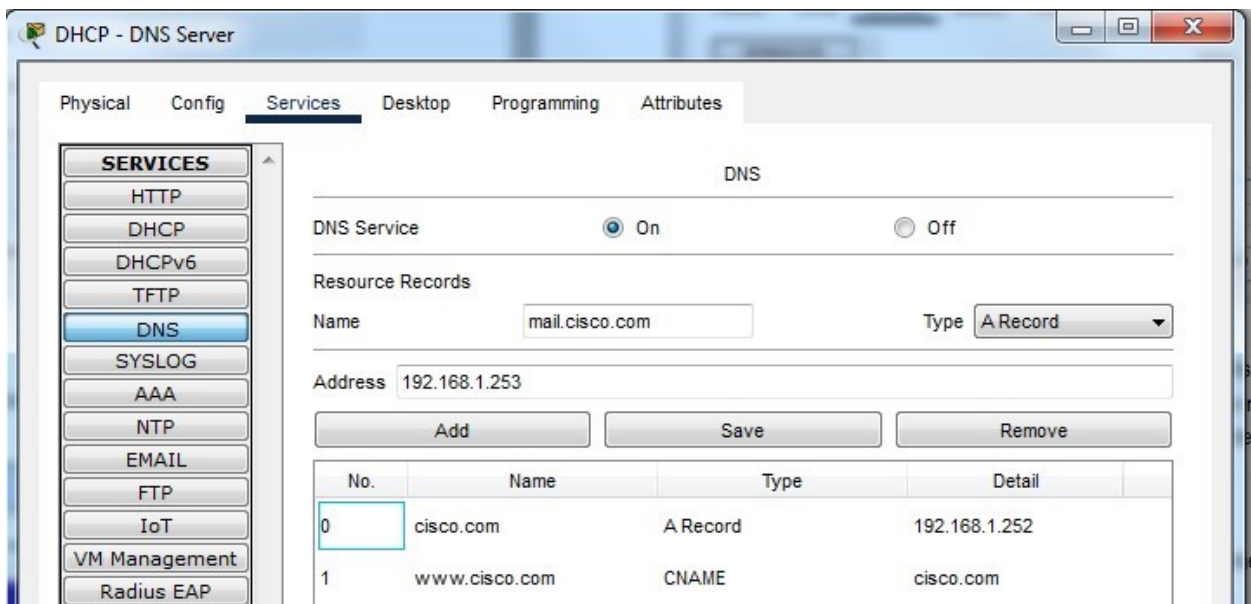 DHCP - DNS Server
Physical Config Services Desktop Programming Attributes
SERVICES
HTTP
DHCP
DHCPv6
TFTP
DNS
SYSLOG
AAA
NTP
EMAIL
FTP
IoT
VM Management
Radius EAP
DNS
DNS Service On Off
Resource Records
Name mail.cisco.com Type A Record
Address 192.168.1.253
Add Save Remove
No. Name Type Detail
0 cisco.com A Record 192.168.1.252
1 www.cisco.com CNAME cisco.com